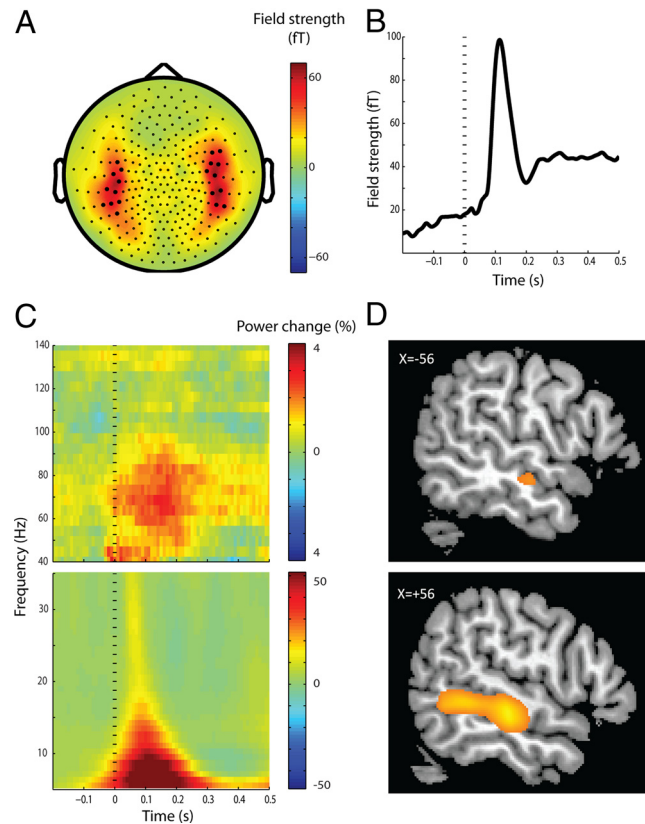 A
Field strength
(fT)
60
0
−60
B
Field strength (fT)
100
80
60
40
20
−0.1
0
0.1
0.2
0.3
0.4
0.5
Time (s)
C
Power change (%)
Frequency (Hz)
140
120
100
80
60
40
4
0
4
30
20
10
50
0
-50
−0.1
0
0.1
0.2
0.3
0.4
0.5
Time (s)
D
X=-56
X=+56